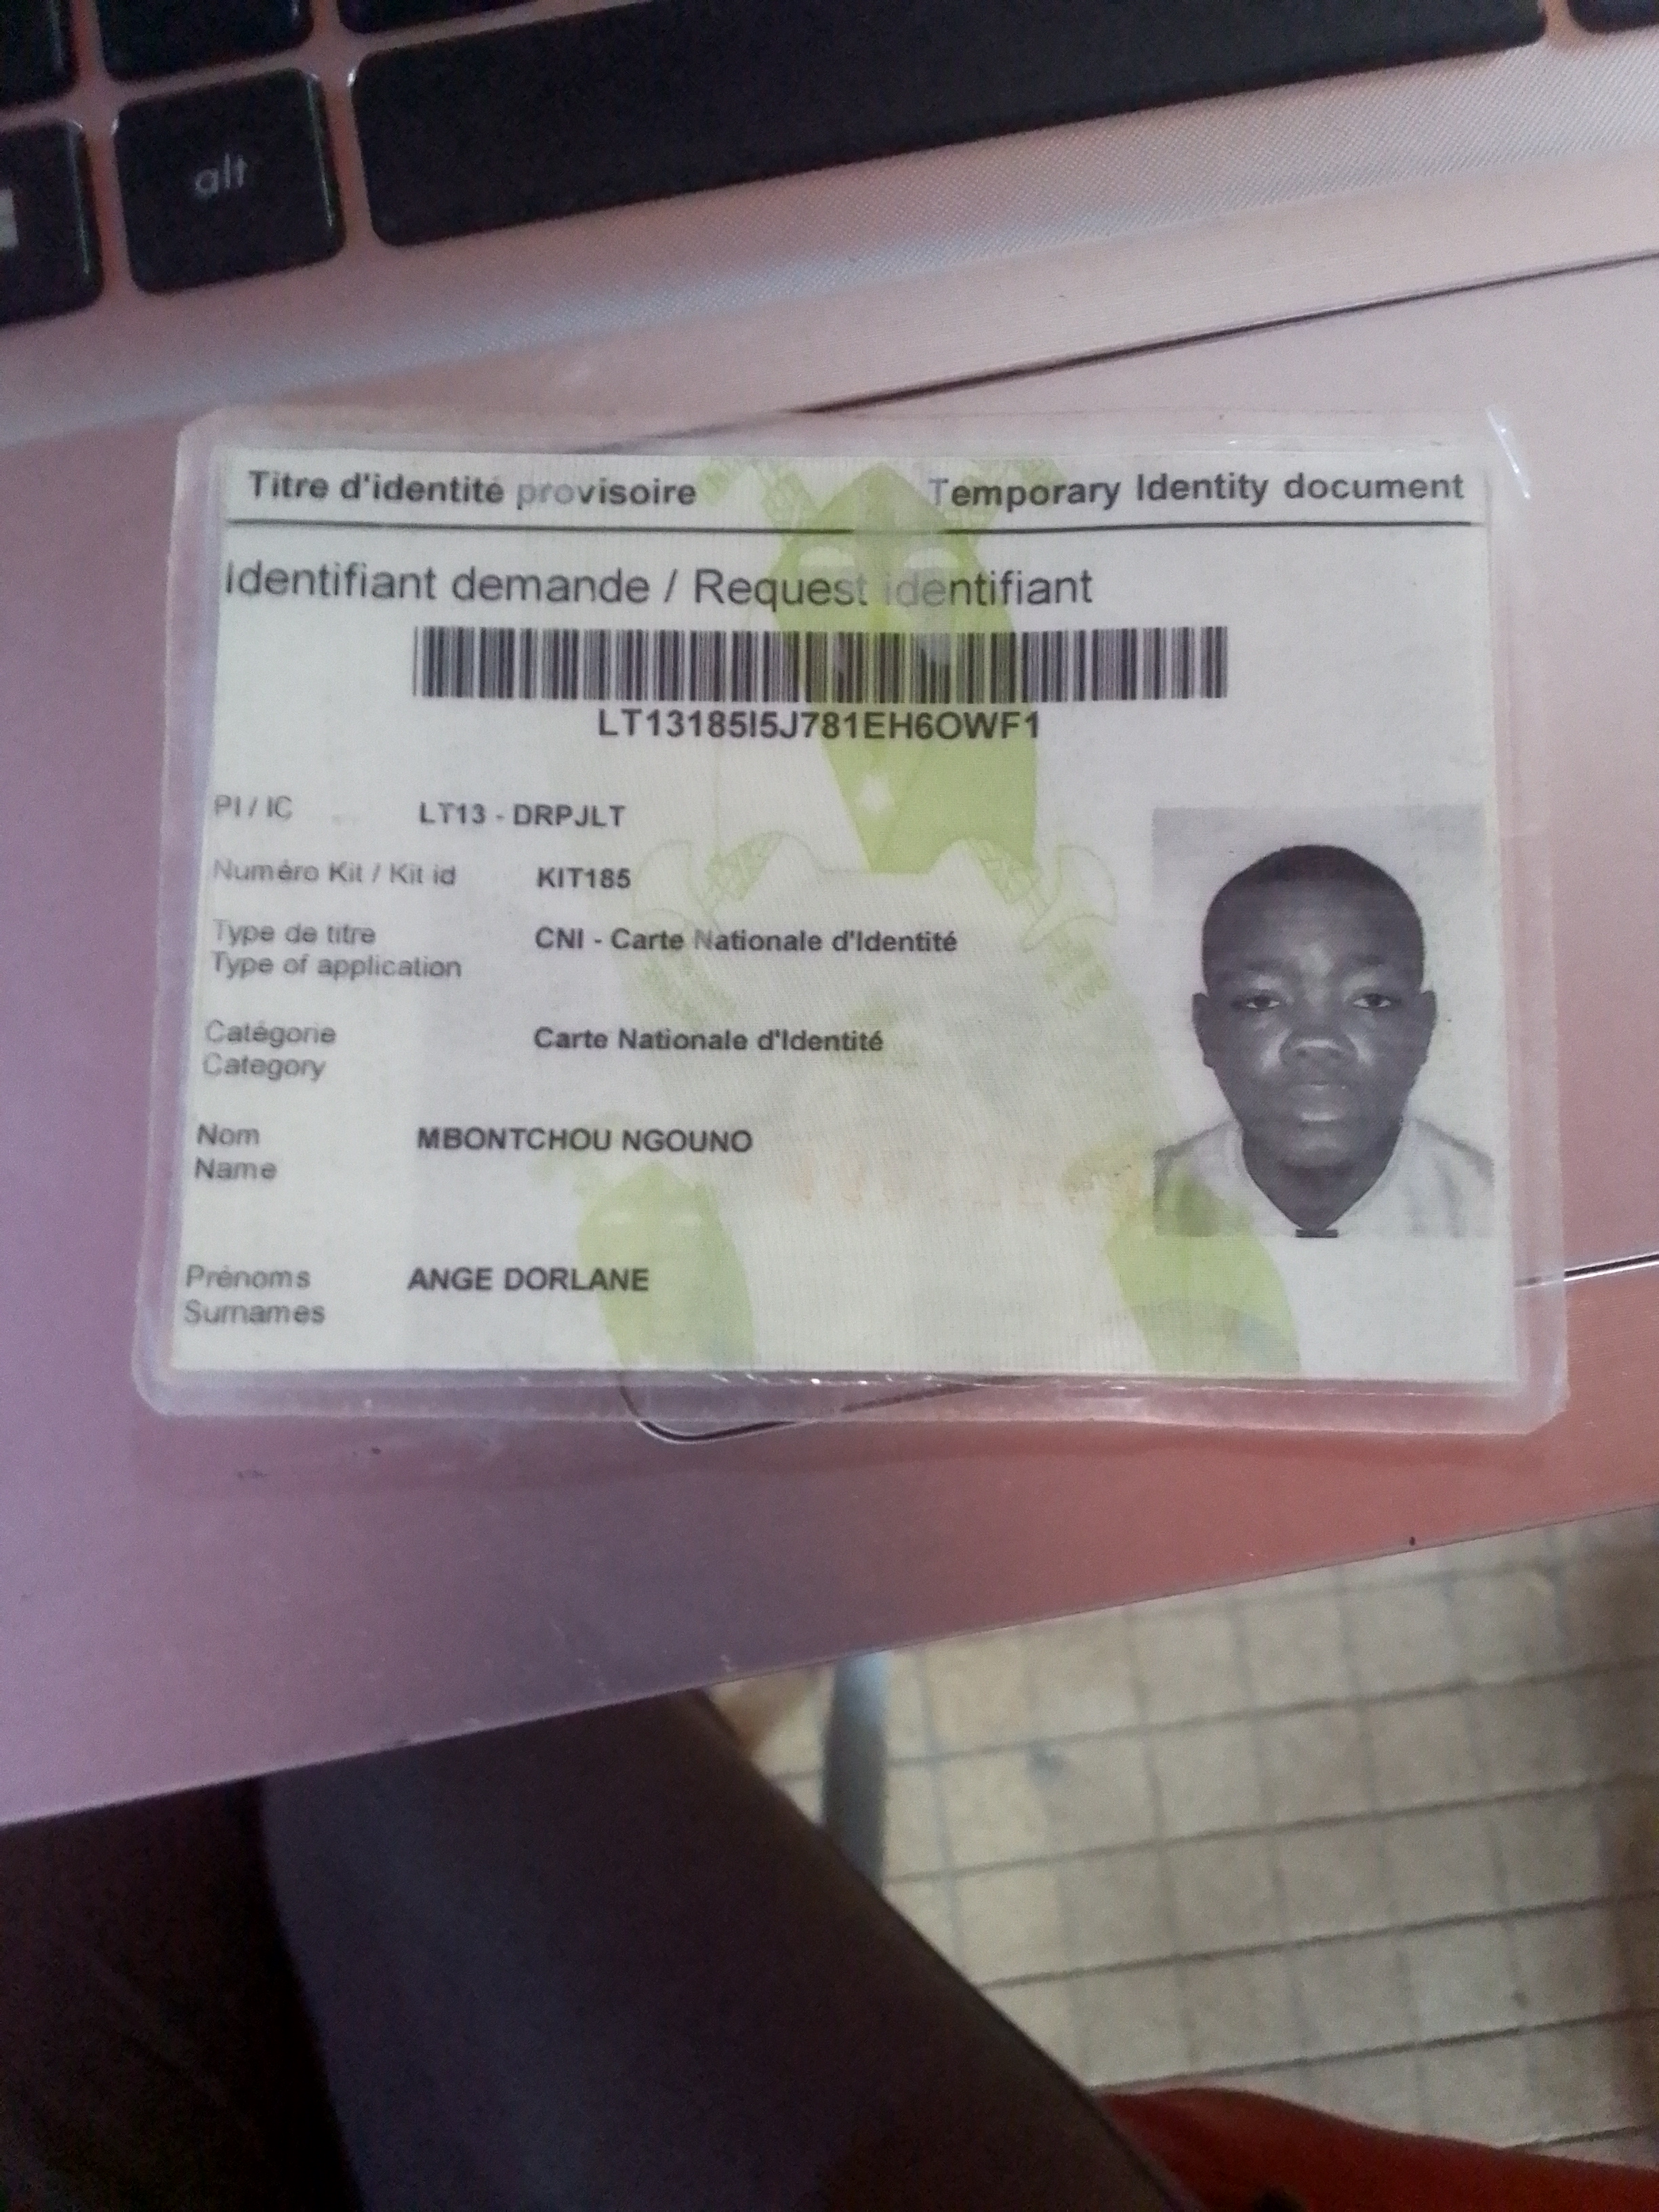 alt
Titre d'identité provisoire Temporary Identity document
Identifiant demande / Request identifiant
LT13185I5J781EH6OWF1
PI / IC LT13 - DRPJLT
Numéro Kit / Kit id KIT185
Type de titre CNI - Carte Nationale d'Identité
Type of application
Catégorie Carte Nationale d'Identité
Category
Nom MBONTCHOU NGOUNO
Name
Prénoms ANGE DORLANE
Surnames